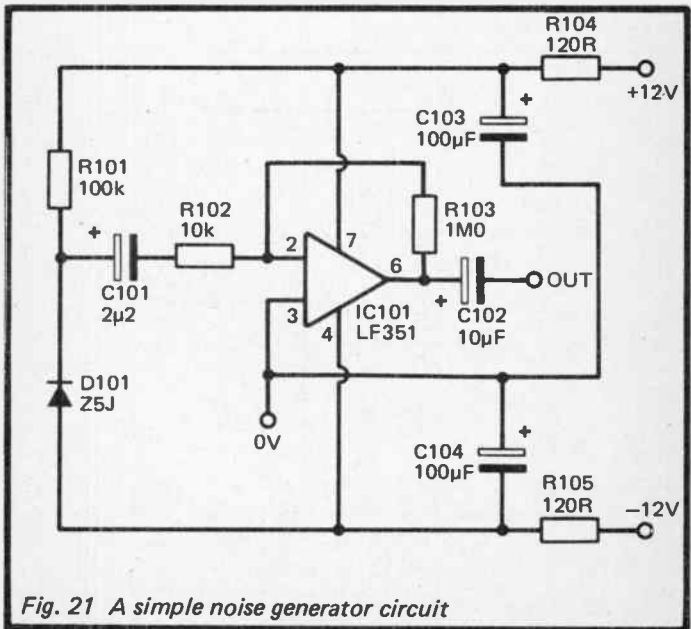 R104
120R
+12V
C103
100µF
+
R101
100k
R102
10k
R103
1M0
+
C101
2µ2
2
7
6
3
4
IC101
LF351
+
C102
10µF
OUT
D101
Z5J
0V
C104
100µF
+
R105
120R
−12V
Fig. 21 A simple noise generator circuit